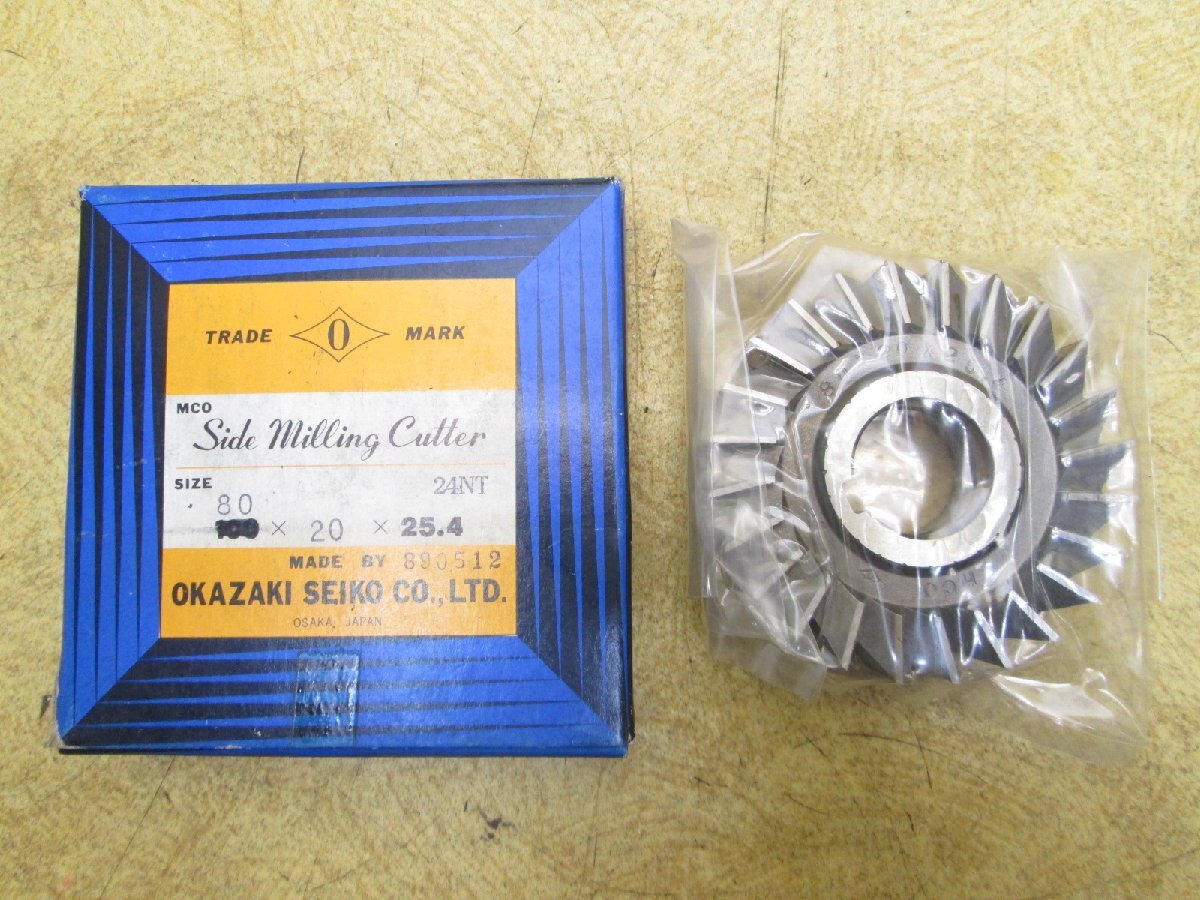 TRADE O MARK
MCO
Side Milling Cutter
SIZE 24NT
80
100 × 20 × 25.4
MADE BY 890512
OKAZAKI SEIKO CO., LTD.
OSAKA, JAPAN